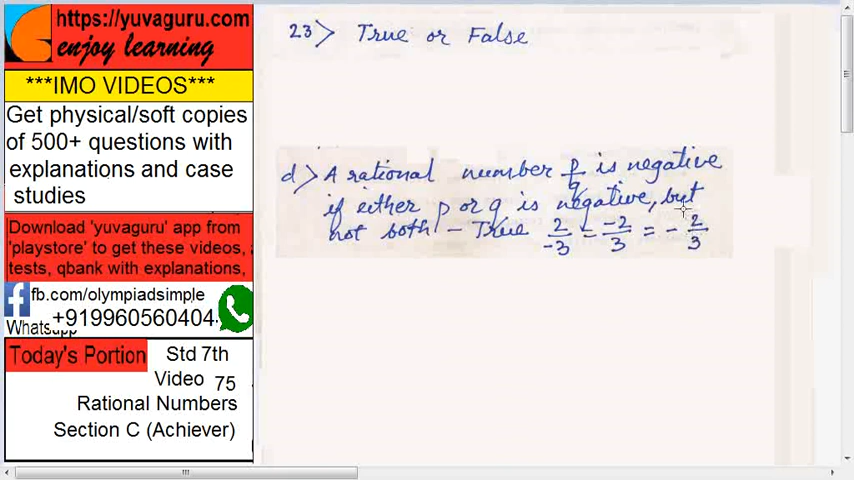 https://yuvaguru.com
enjoy learning
***IMO VIDEOS***
Get physical/soft copies
of 500+ questions with
explanations and case
studies
Download 'yuvaguru' app from
'playstore' to get these videos,
tests, qbank with explanations,
fb.com/olympiadsimple
+919960560404
Whatsapp
Today's Portion
Std 7th
Video 75
Rational Numbers
Section C (Achiever)
23> True or False
d> A rational number p/q is negative
if either p or q is negative, but
not both - True 2/-3 = -2/3 = - 2/3